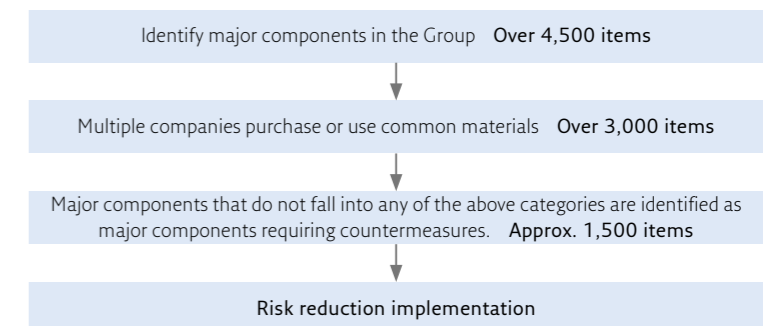 Identify major components in the Group Over 4,500 items
Multiple companies purchase or use common materials Over 3,000 items
Major components that do not fall into any of the above categories are identified as
major components requiring countermeasures. Approx. 1,500 items
Risk reduction implementation